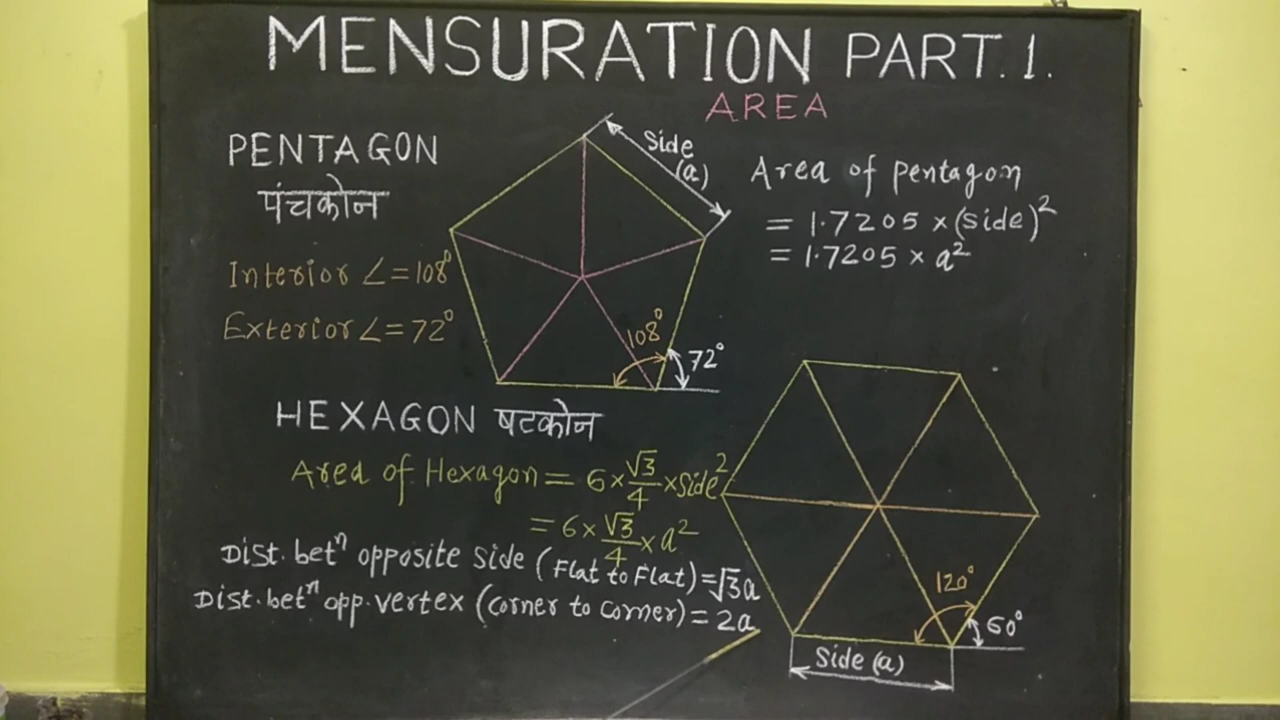 MENSURATION PART.1.
AREA
PENTAGON
पंचकोन
Interior ∠=108°
Exterior ∠=72°
Side
(a)
108°
72°
Area of pentagon
= 1.7205 × (side)²
= 1.7205 × a²
HEXAGON षटकोन
Area of Hexagon = 6 × √3/4 × Side²
= 6 × √3/4 × a²
Dist. betⁿ opposite side (Flat to Flat) = √3a
Dist. betⁿ opp. vertex (corner to corner) = 2a
120°
60°
Side (a)